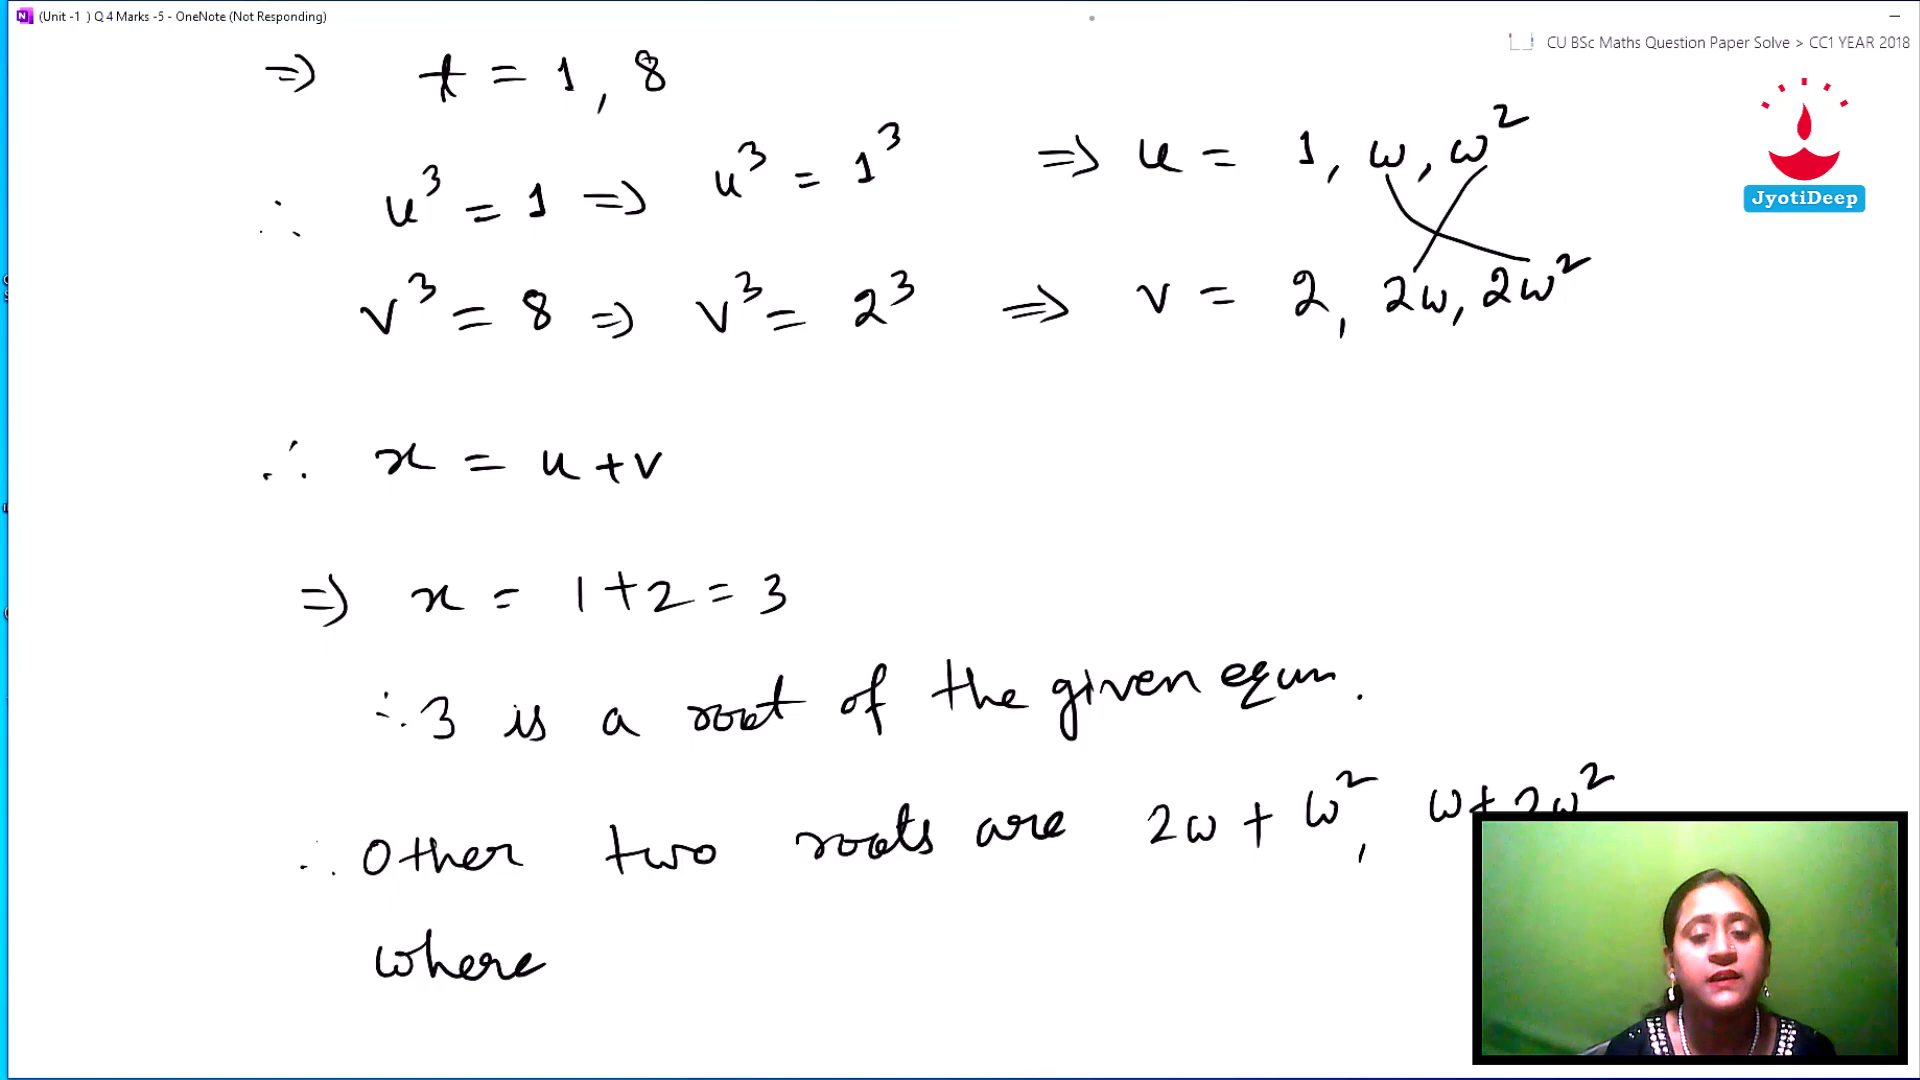 (Unit -1 ) Q 4 Marks -5 - OneNote (Not Responding)
CU BSc Maths Question Paper Solve > CC1 YEAR 2018
JyotiDeep
⇒ t = 1, 8
∴ u³ = 1 ⇒ u³ = 1³ ⇒ u = 1, ω, ω²
v³ = 8 ⇒ v³ = 2³ ⇒ v = 2, 2ω, 2ω²
∴ x = u + v
⇒ x = 1 + 2 = 3
∴ 3 is a root of the given equn.
∴ Other two roots are 2ω + ω², ω + 2ω²
where